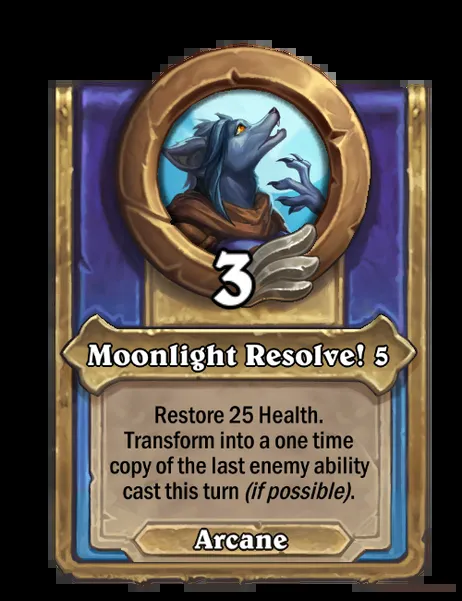 3
Moonlight Resolve! 5
Restore 25 Health.
Transform into a one time
copy of the last enemy ability
cast this turn (if possible).
Arcane